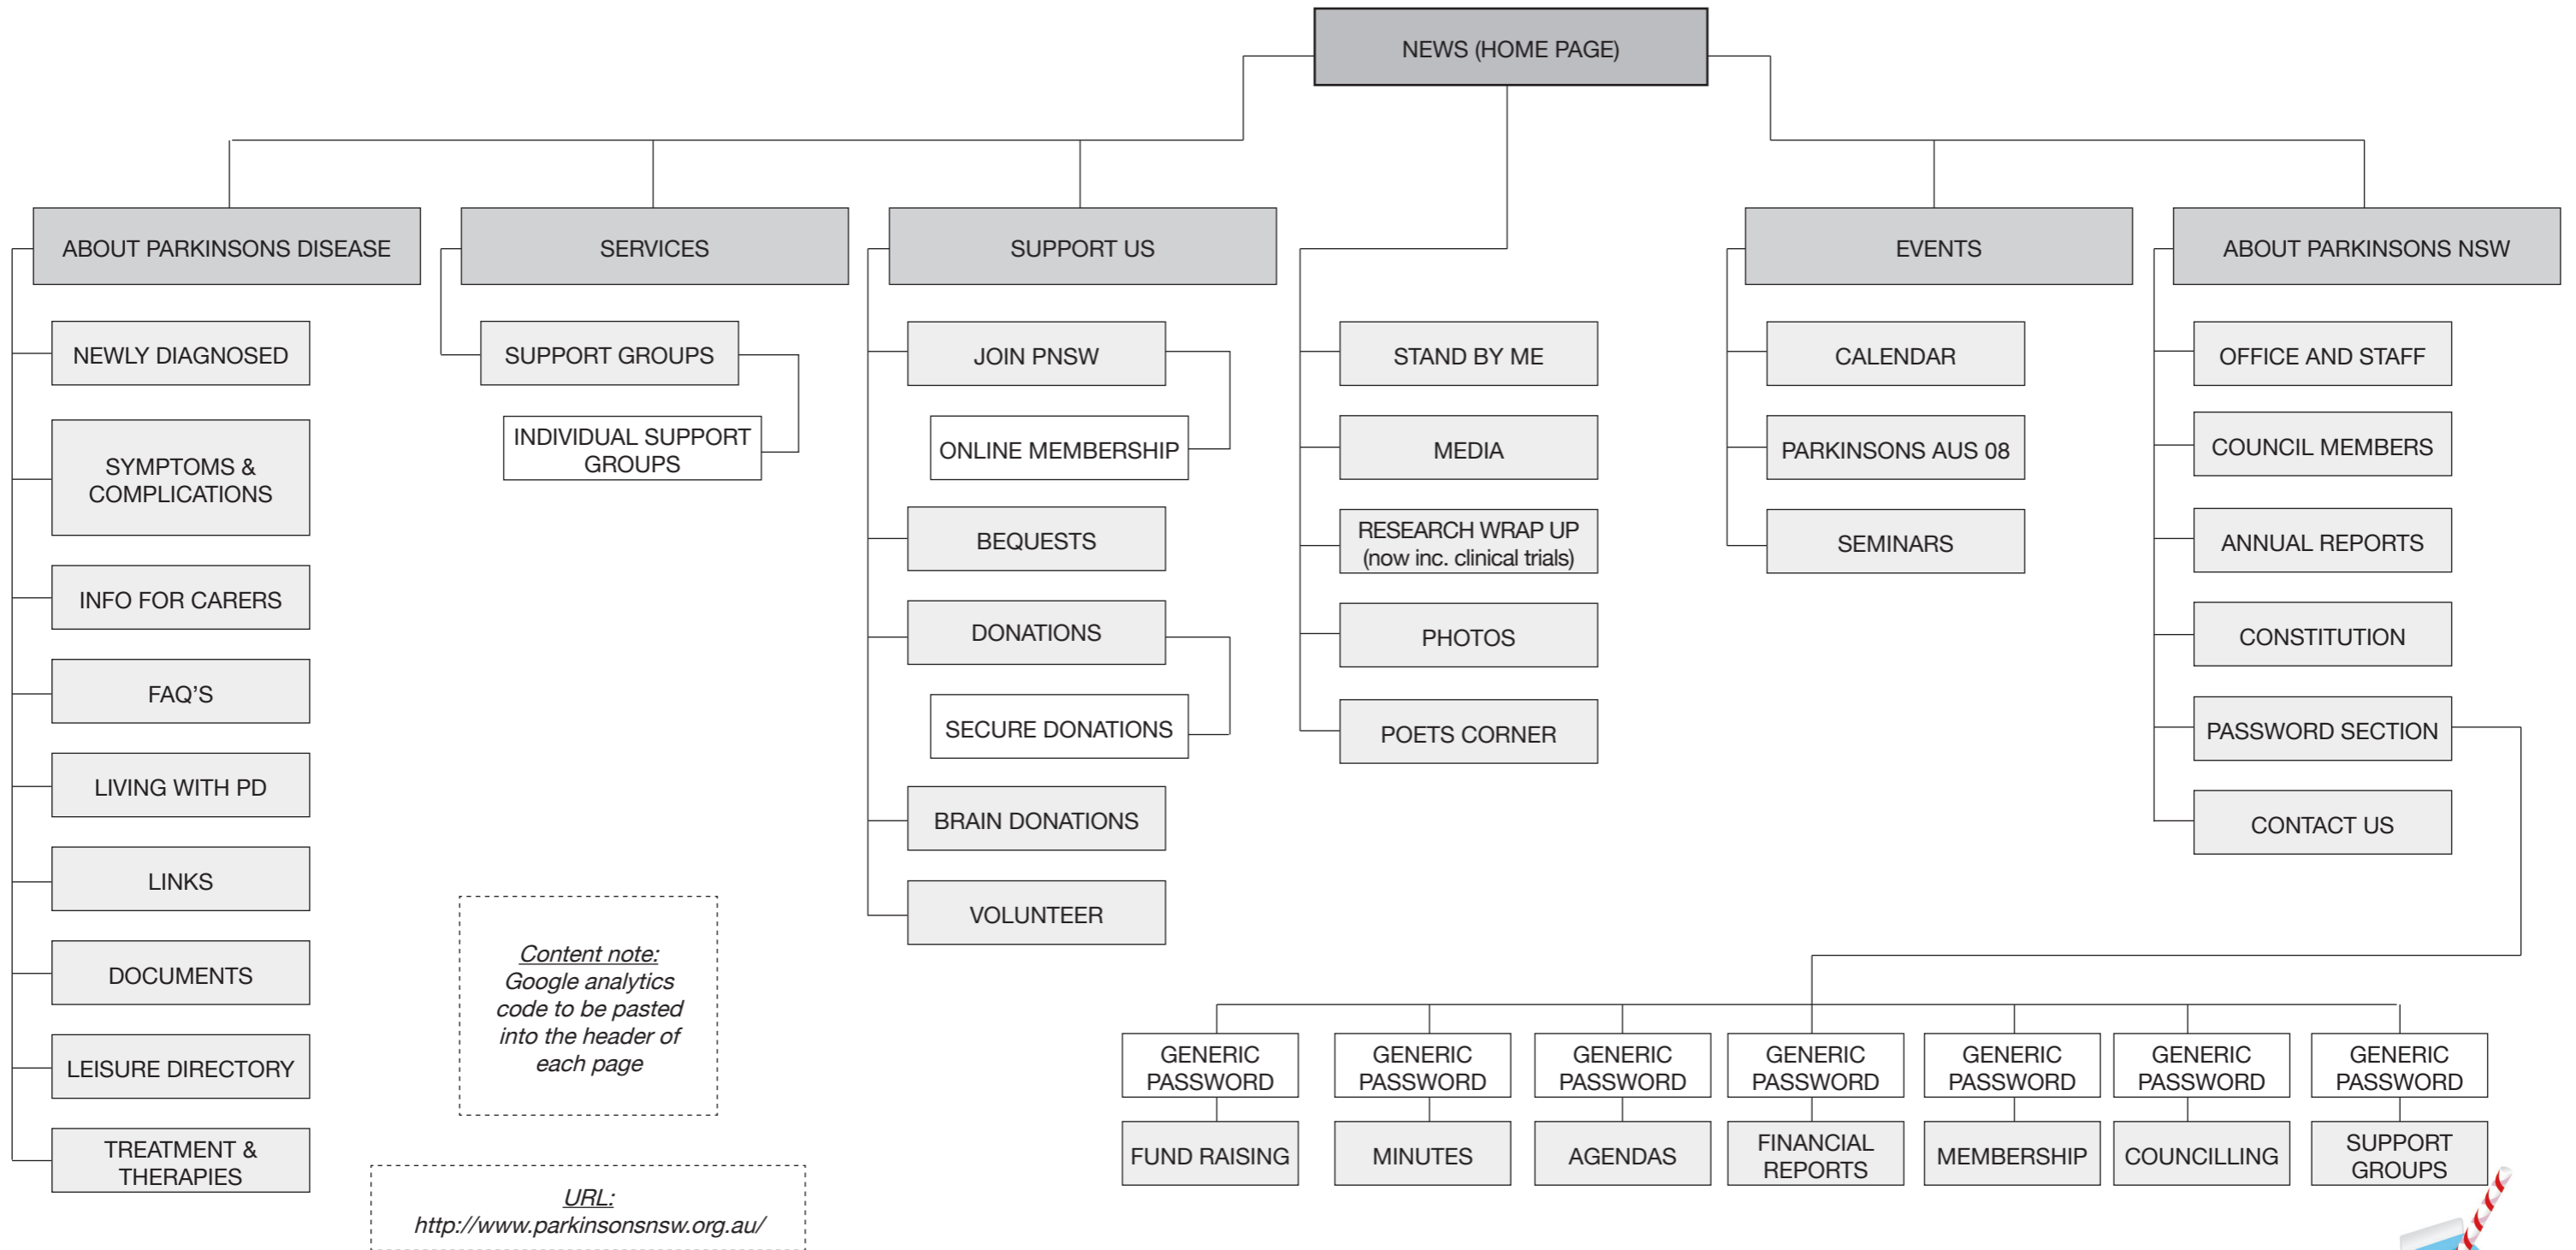 NEWS (HOME PAGE)
ABOUT PARKINSONS DISEASE
NEWLY DIAGNOSED
SYMPTOMS &
COMPLICATIONS
INFO FOR CARERS
FAQ’S
LIVING WITH PD
LINKS
DOCUMENTS
LEISURE DIRECTORY
TREATMENT &
THERAPIES
SERVICES
SUPPORT GROUPS
INDIVIDUAL SUPPORT
GROUPS
SUPPORT US
JOIN PNSW
ONLINE MEMBERSHIP
BEQUESTS
DONATIONS
SECURE DONATIONS
BRAIN DONATIONS
VOLUNTEER
STAND BY ME
MEDIA
RESEARCH WRAP UP
(now inc. clinical trials)
PHOTOS
POETS CORNER
EVENTS
CALENDAR
PARKINSONS AUS 08
SEMINARS
ABOUT PARKINSONS NSW
OFFICE AND STAFF
COUNCIL MEMBERS
ANNUAL REPORTS
CONSTITUTION
PASSWORD SECTION
CONTACT US
GENERIC
PASSWORD
FUND RAISING
GENERIC
PASSWORD
MINUTES
GENERIC
PASSWORD
AGENDAS
GENERIC
PASSWORD
FINANCIAL
REPORTS
GENERIC
PASSWORD
MEMBERSHIP
GENERIC
PASSWORD
COUNCILLING
GENERIC
PASSWORD
SUPPORT
GROUPS
Content note:
Google analytics
code to be pasted
into the header of
each page
URL:
http://www.parkinsonsnsw.org.au/